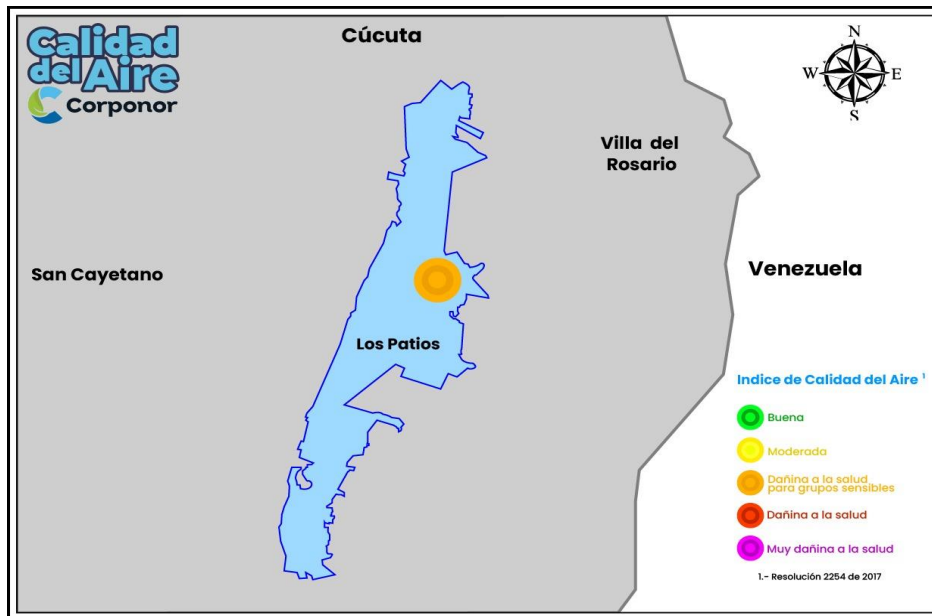 Calidad
del Aire
Corponor
Cúcuta
N
W
E
S
Villa del
Rosario
San Cayetano
Venezuela
Los Patios
Indice de Calidad del Aire ¹
Buena
Moderada
Dañina a la salud
para grupos sensibles
Dañina a la salud
Muy dañina a la salud
1.- Resolución 2254 de 2017